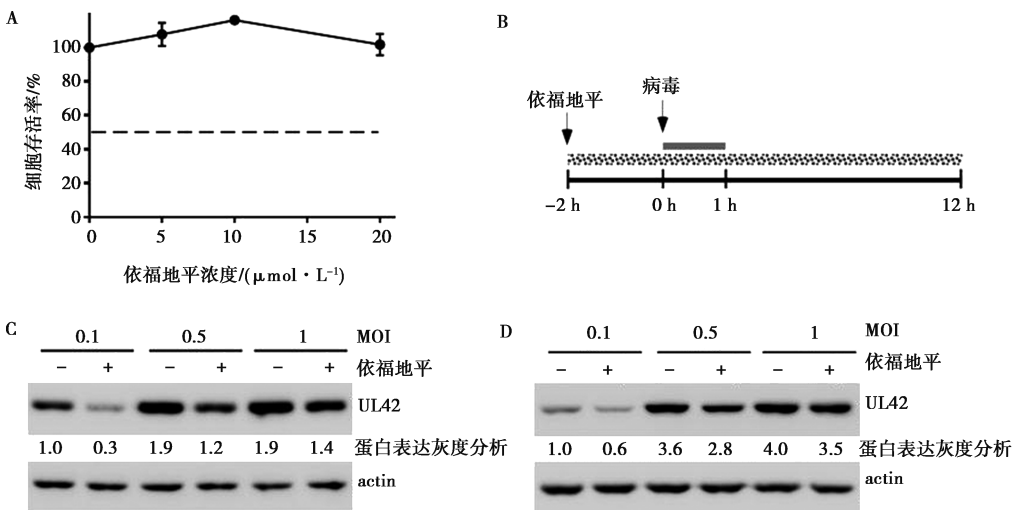 A
100
80
60
40
20
0
细胞存活率/%
0 5 10 15 20
依福地平浓度/(μmol·L⁻¹)
B
依福地平
病毒
-2 h 0 h 1 h 12 h
C
0.1 0.5 1 MOI
- + - + - + 依福地平
UL42
1.0 0.3 1.9 1.2 1.9 1.4 蛋白表达灰度分析
actin
D
0.1 0.5 1 MOI
- + - + - + 依福地平
UL42
1.0 0.6 3.6 2.8 4.0 3.5 蛋白表达灰度分析
actin